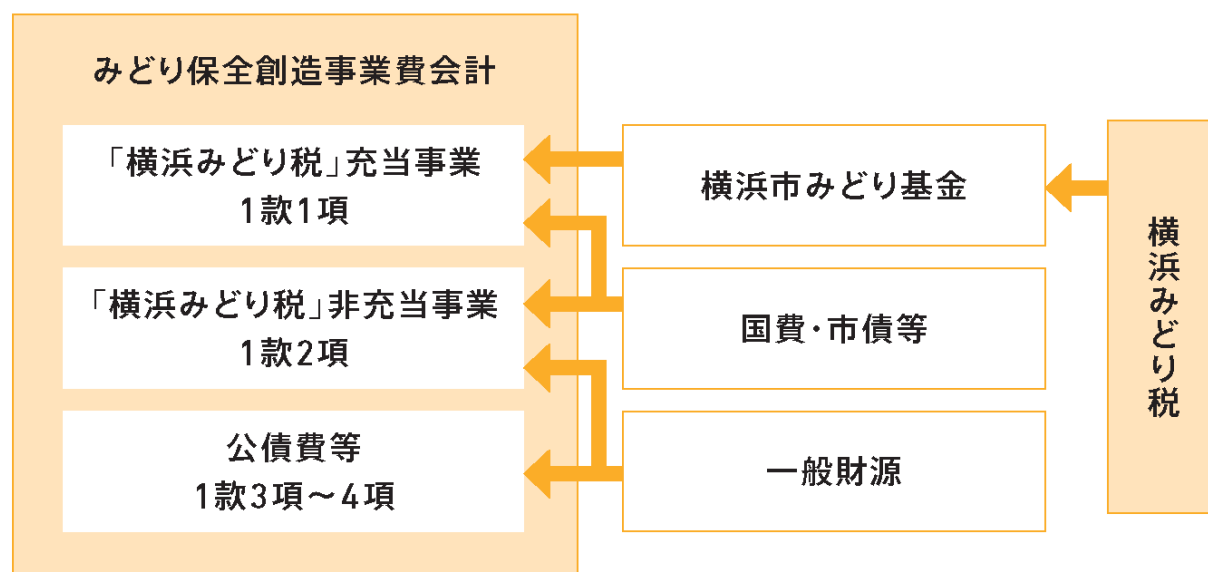 みどり保全創造事業費会計
「横浜みどり税」充当事業
1款1項
「横浜みどり税」非充当事業
1款2項
公債費等
1款3項～4項
横浜市みどり基金
国費・市債等
一般財源
横浜みどり税